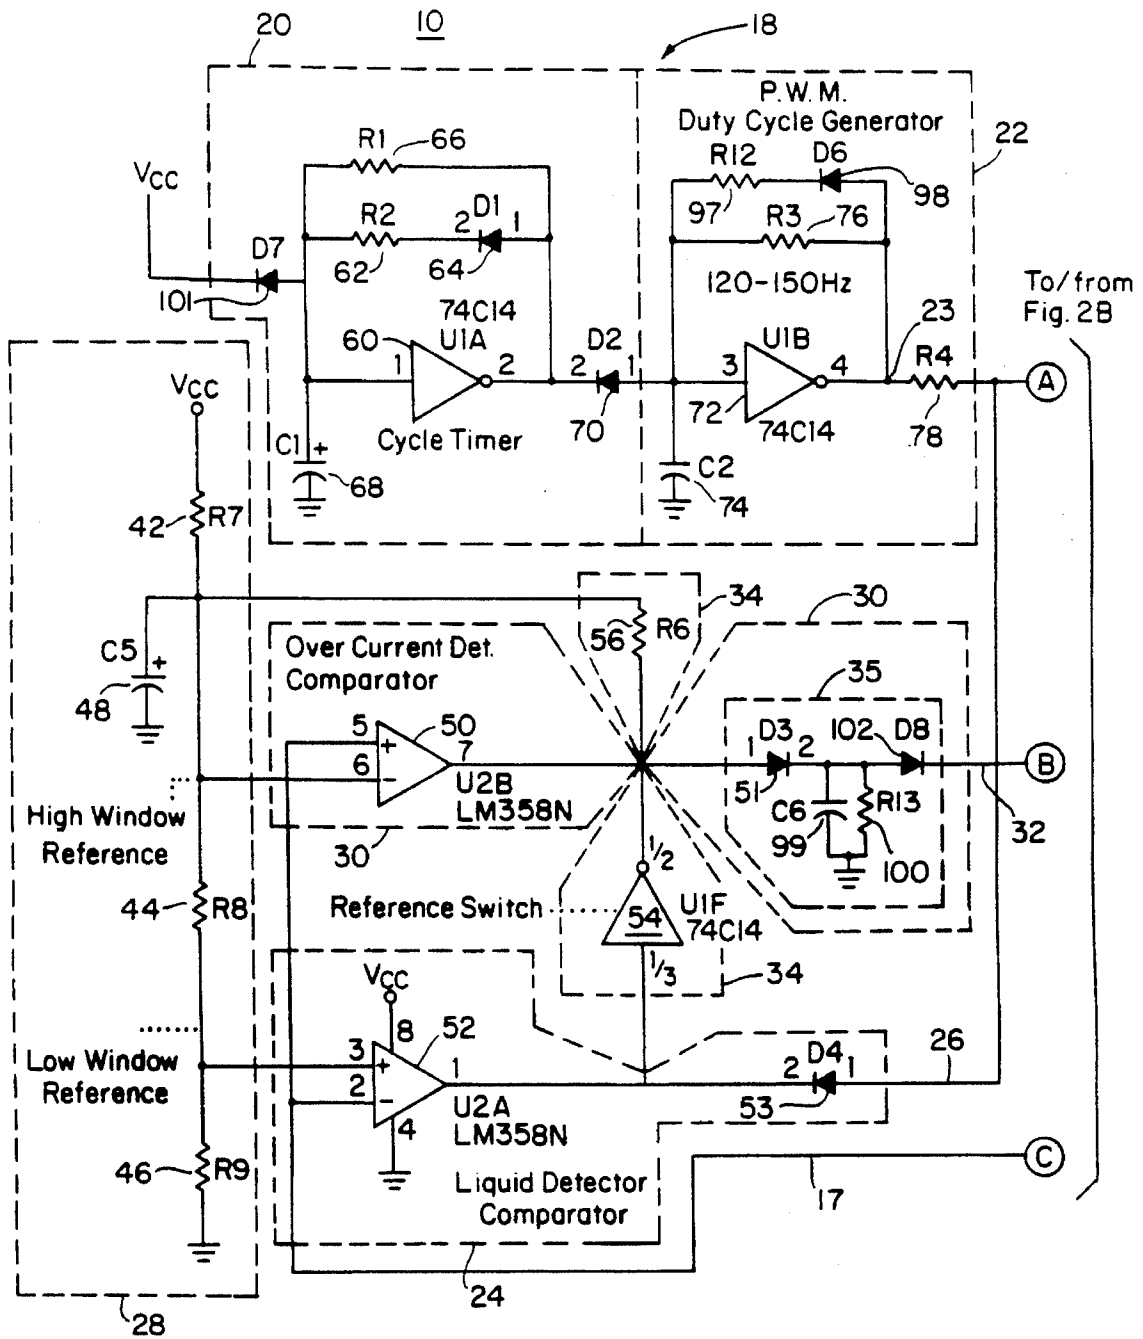 10
20
18
P.W.M.
Duty Cycle Generator
22
R1
66
R12
D6
97
98
VCC
R2
2 D1 1
62
64
R3
76
D7
101
120-150Hz
To/from
Fig. 2B
74C14
60
U1A
1
2
D2
2
1
70
U1B
3
4
72
74C14
23
R4
78
A
VCC
C1 +
68
Cycle Timer
C2
74
42
R7
34
30
56
R6
C5 +
48
Over Current Det.
Comparator
50
5
+
6
−
7
U2B
LM358N
35
1 D3 2
51
102
D8
B
C6
99
R13
100
32
High Window
Reference
30
1/2
44
R8
Reference Switch
54
U1F
74C14
1/3
34
VCC
8
52
3
+
2
−
1
4
U2A
LM358N
Low Window
Reference
2 D4 1
53
26
46
R9
Liquid Detector
Comparator
17
C
24
28